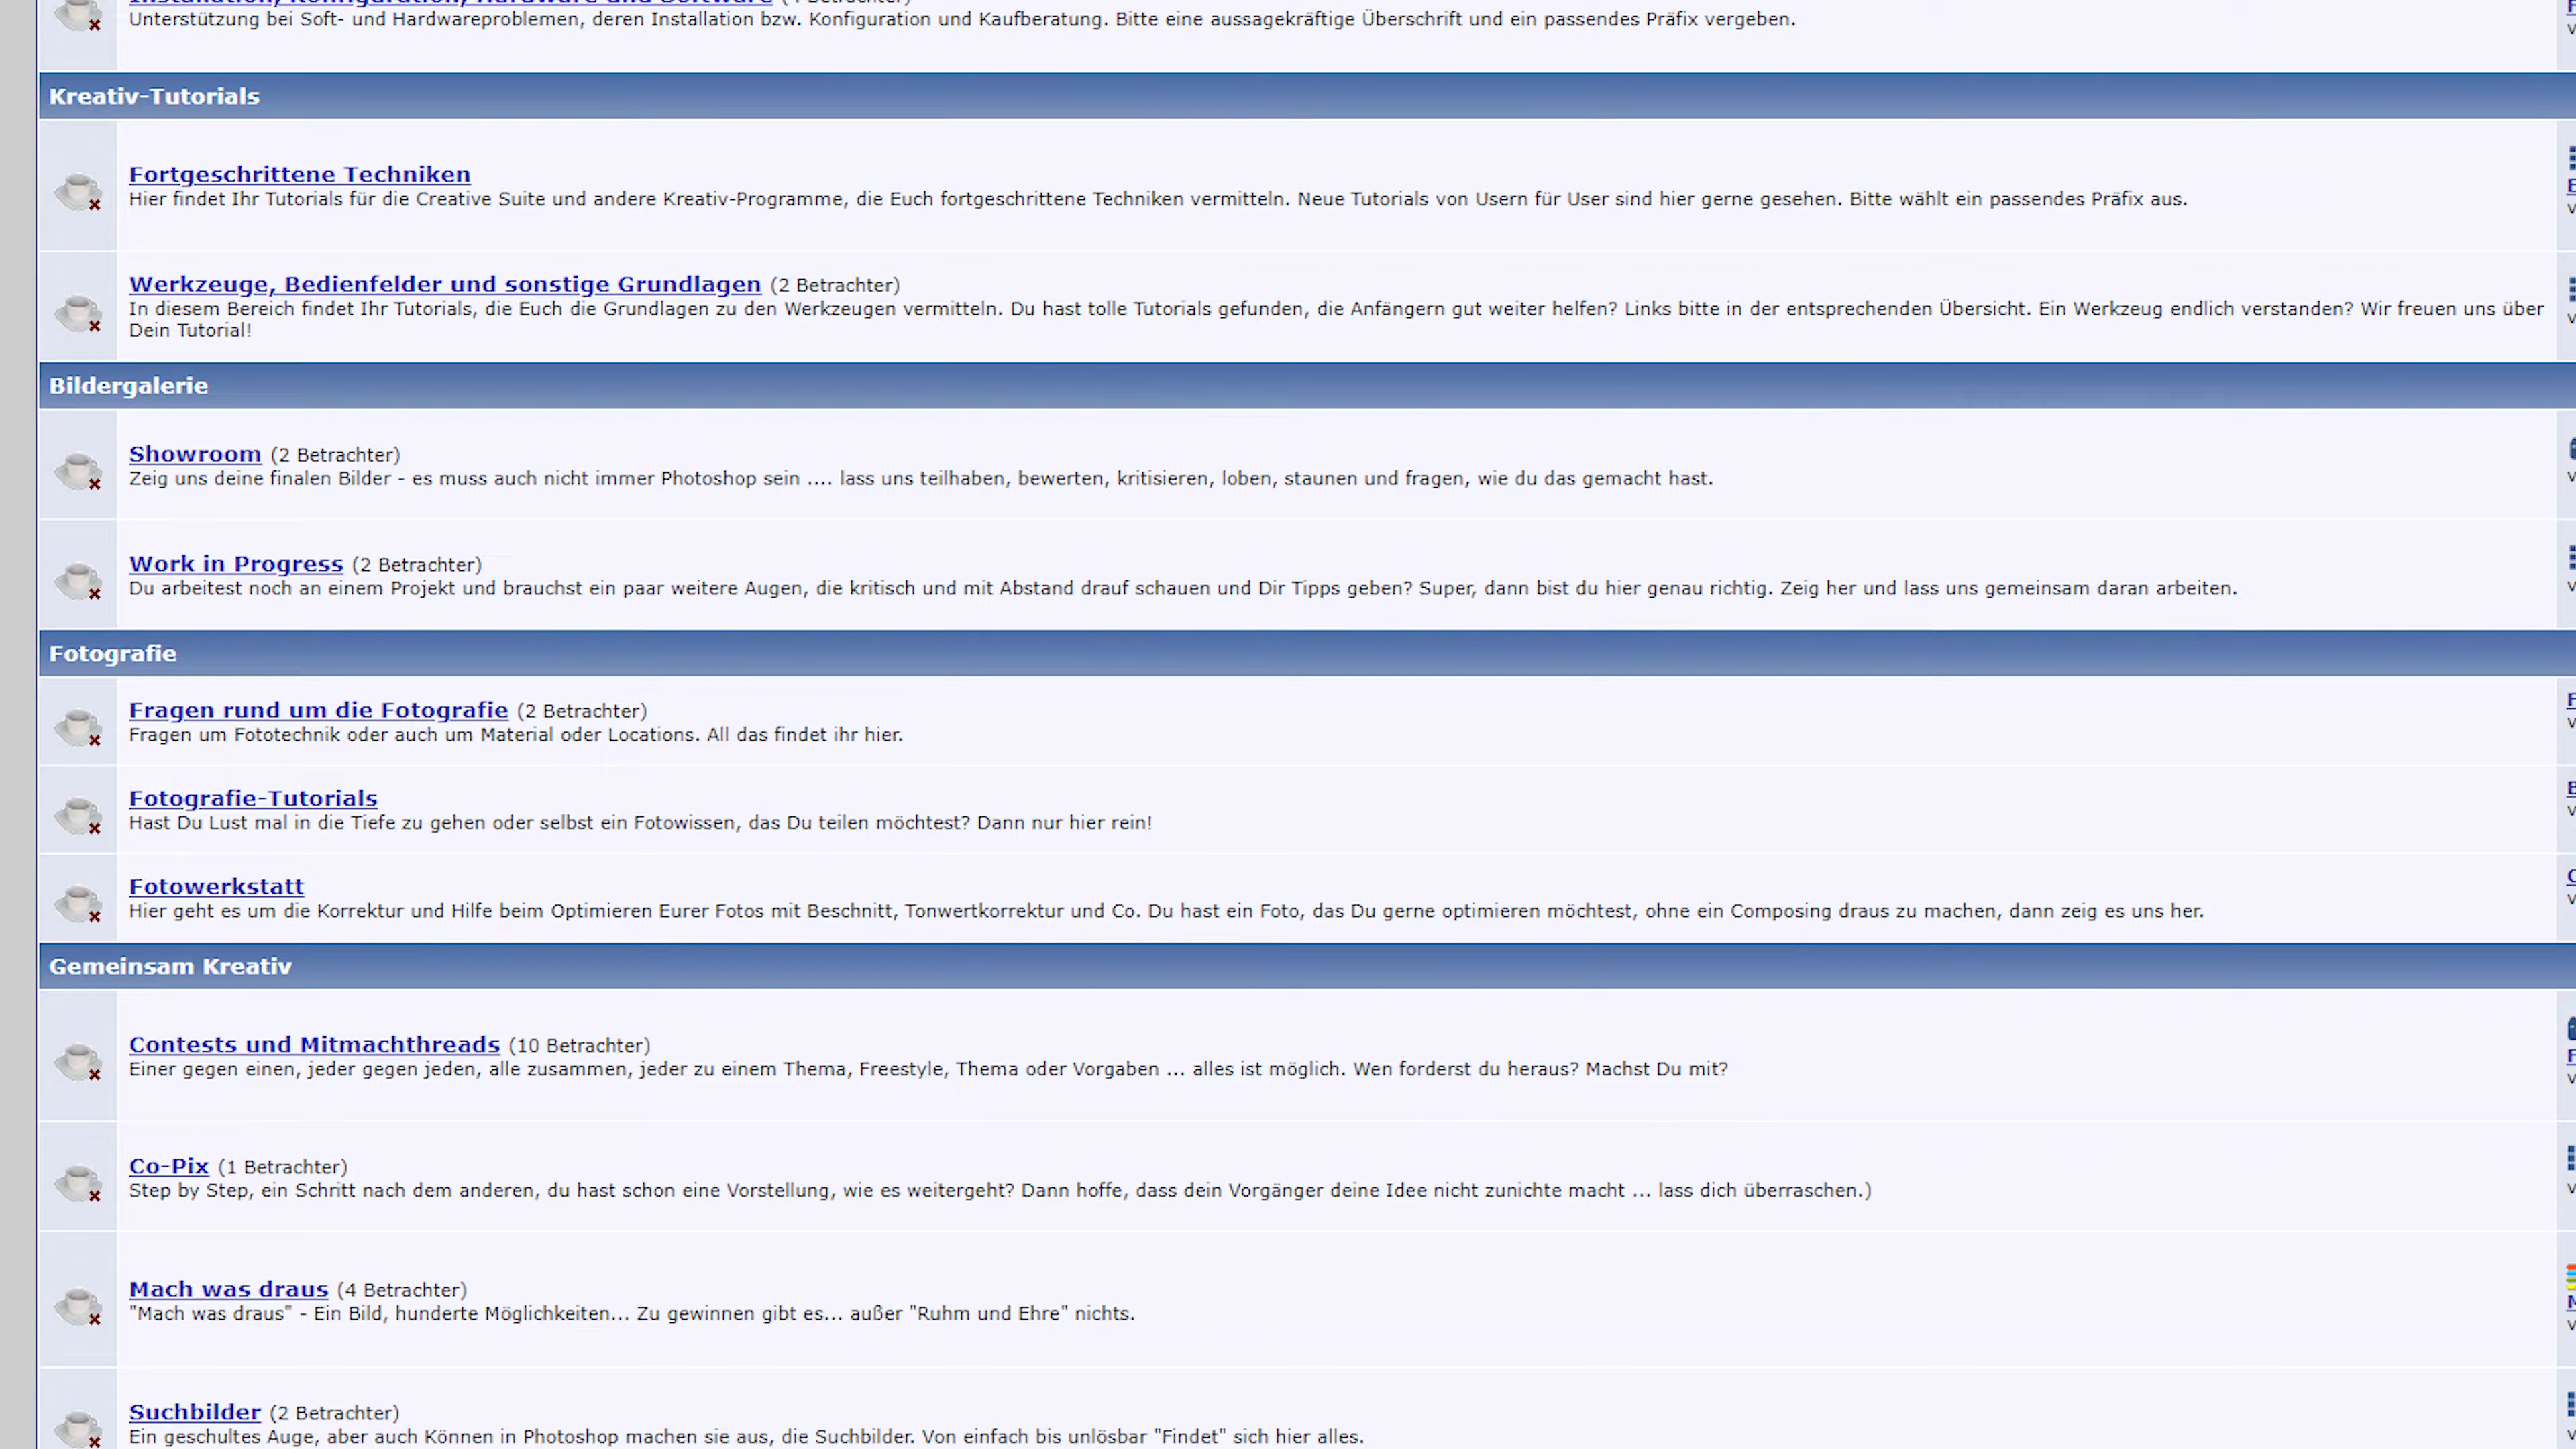 Installation, Konfiguration, Hardware und Software
Unterstützung bei Soft- und Hardwareproblemen, deren Installation bzw. Konfiguration und Kaufberatung. Bitte eine aussagekräftige Überschrift und ein passendes Präfix vergeben.
Kreativ-Tutorials
Fortgeschrittene Techniken
Hier findet Ihr Tutorials für die Creative Suite und andere Kreativ-Programme, die Euch fortgeschrittene Techniken vermitteln. Neue Tutorials von Usern für User sind hier gerne gesehen. Bitte wählt ein passendes Präfix aus.
Werkzeuge, Bedienfelder und sonstige Grundlagen (2 Betrachter)
In diesem Bereich findet Ihr Tutorials, die Euch die Grundlagen zu den Werkzeugen vermitteln. Du hast tolle Tutorials gefunden, die Anfängern gut weiter helfen? Links bitte in der entsprechenden Übersicht. Ein Werkzeug endlich verstanden? Wir freuen uns über
Dein Tutorial!
Bildergalerie
Showroom (2 Betrachter)
Zeig uns deine finalen Bilder - es muss auch nicht immer Photoshop sein .... lass uns teilhaben, bewerten, kritisieren, loben, staunen und fragen, wie du das gemacht hast.
Work in Progress (2 Betrachter)
Du arbeitest noch an einem Projekt und brauchst ein paar weitere Augen, die kritisch und mit Abstand drauf schauen und Dir Tipps geben? Super, dann bist du hier genau richtig. Zeig her und lass uns gemeinsam daran arbeiten.
Fotografie
Fragen rund um die Fotografie (2 Betrachter)
Fragen um Fototechnik oder auch um Material oder Locations. All das findet ihr hier.
Fotografie-Tutorials
Hast Du Lust mal in die Tiefe zu gehen oder selbst ein Fotowissen, das Du teilen möchtest? Dann nur hier rein!
Fotowerkstatt
Hier geht es um die Korrektur und Hilfe beim Optimieren Eurer Fotos mit Beschnitt, Tonwertkorrektur und Co. Du hast ein Foto, das Du gerne optimieren möchtest, ohne ein Composing draus zu machen, dann zeig es uns her.
Gemeinsam Kreativ
Contests und Mitmachthreads (10 Betrachter)
Einer gegen einen, jeder gegen jeden, alle zusammen, jeder zu einem Thema, Freestyle, Thema oder Vorgaben ... alles ist möglich. Wen forderst du heraus? Machst Du mit?
Co-Pix (1 Betrachter)
Step by Step, ein Schritt nach dem anderen, du hast schon eine Vorstellung, wie es weitergeht? Dann hoffe, dass dein Vorgänger deine Idee nicht zunichte macht ... lass dich überraschen.)
Mach was draus (4 Betrachter)
"Mach was draus" - Ein Bild, hunderte Möglichkeiten... Zu gewinnen gibt es... außer "Ruhm und Ehre" nichts.
Suchbilder (2 Betrachter)
Ein geschultes Auge, aber auch Können in Photoshop machen sie aus, die Suchbilder. Von einfach bis unlösbar "Findet" sich hier alles.